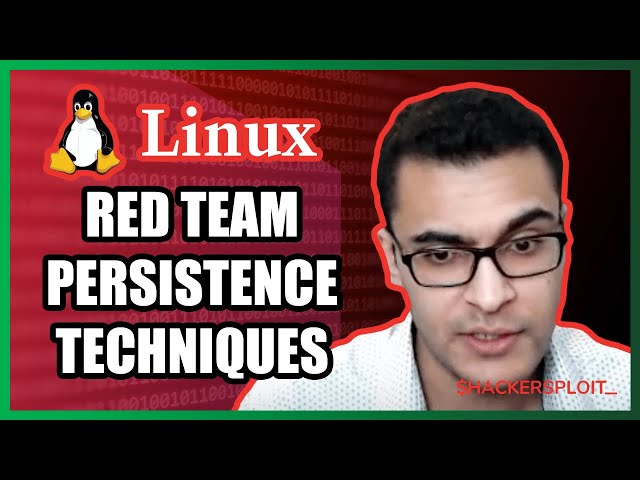 Linux
RED TEAM
PERSISTENCE
TECHNIQUES
$HACKERSPLOIT_